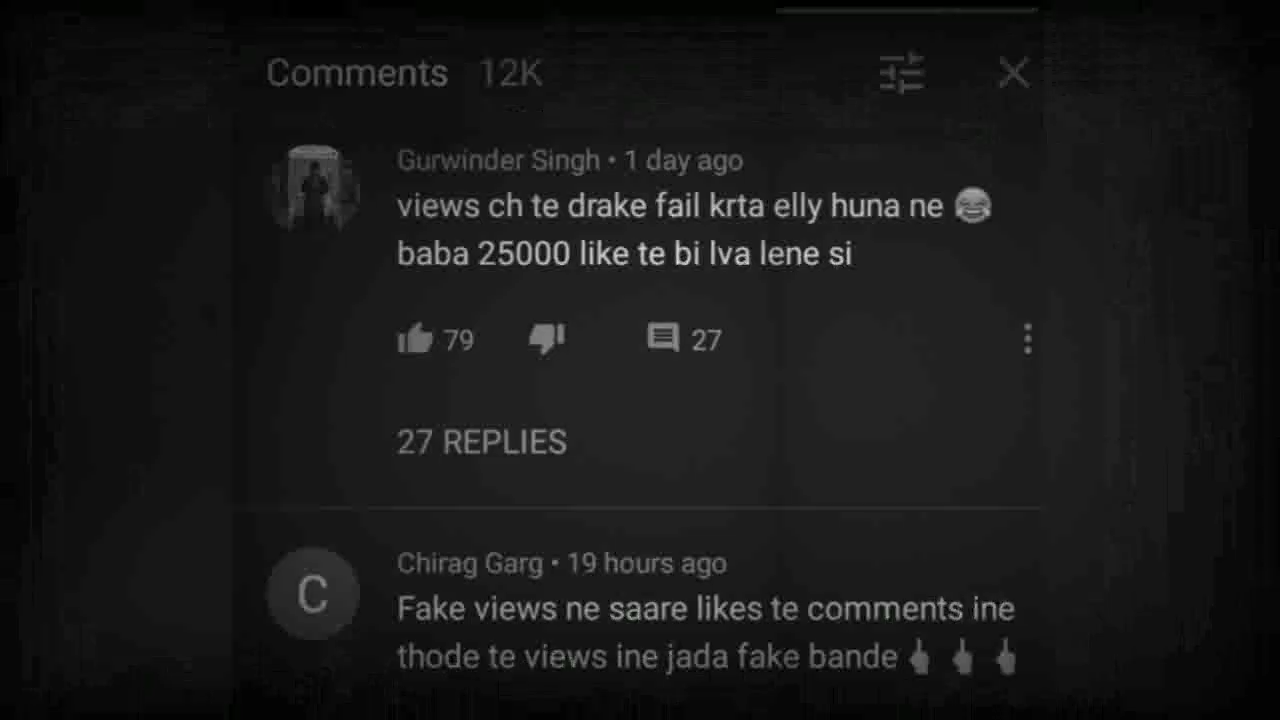 Comments 12K
Gurwinder Singh • 1 day ago
views ch te drake fail krta elly huna ne 😂
baba 25000 like te bi lva lene si
79 27
27 REPLIES
C
Chirag Garg • 19 hours ago
Fake views ne saare likes te comments ine
thode te views ine jada fake bande 🖕 🖕 🖕